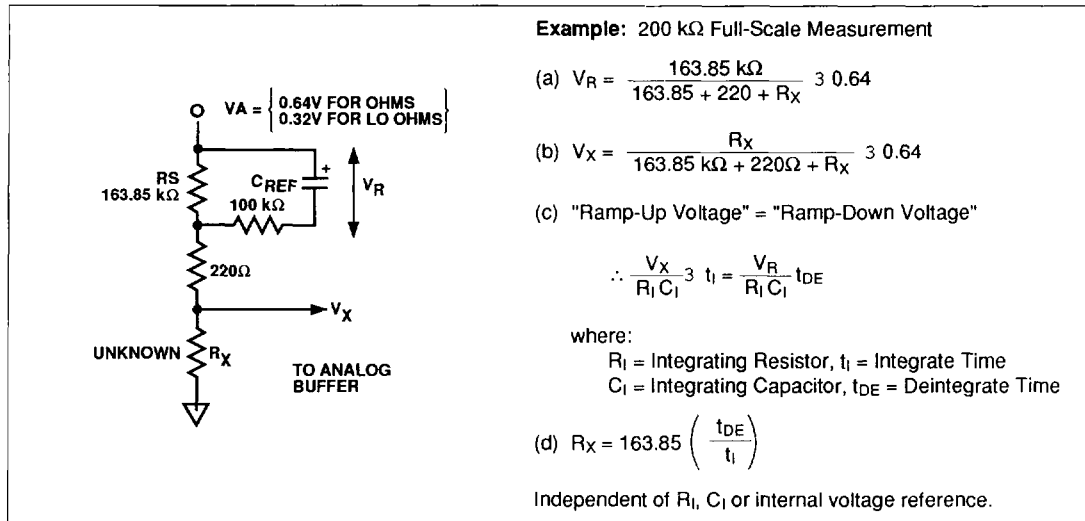 VA = { 0.64V FOR OHMS
0.32V FOR LO OHMS }
RS
163.85 kΩ
CREF
+
100 kΩ
VR
220Ω
VX
UNKNOWN
RX
TO ANALOG
BUFFER
Example: 200 kΩ Full-Scale Measurement
(a) VR = 163.85 kΩ / 163.85 + 220 + RX 3 0.64
(b) VX = RX / 163.85 kΩ + 220Ω + RX 3 0.64
(c) "Ramp-Up Voltage" = "Ramp-Down Voltage"
∴ VX / RI CI 3 tI = VR / RI CI tDE
where:
RI = Integrating Resistor, tI = Integrate Time
CI = Integrating Capacitor, tDE = Deintegrate Time
(d) RX = 163.85 ( tDE / tI )
Independent of RI, CI or internal voltage reference.